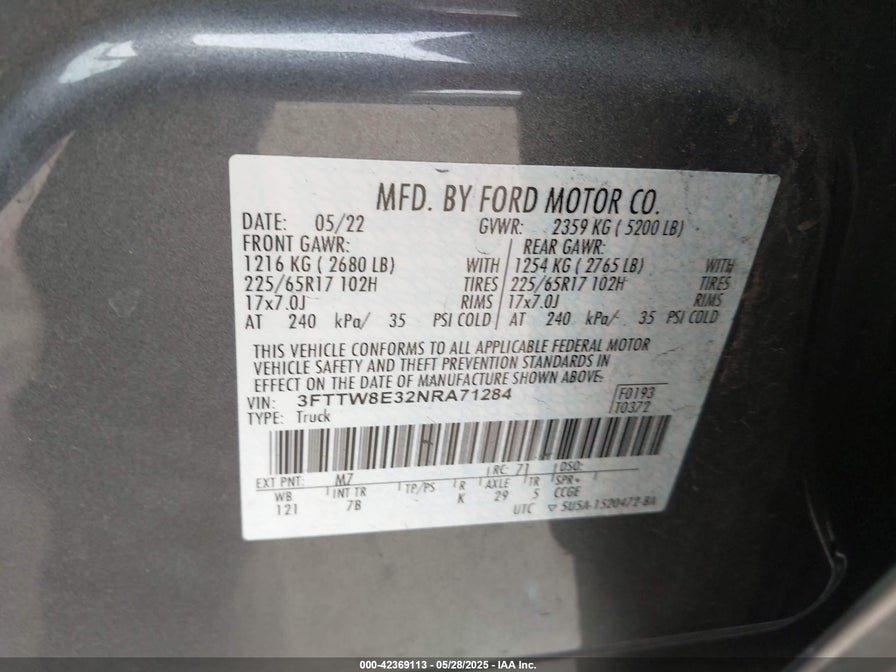 MFD. BY FORD MOTOR CO.
DATE: 05/22 GVWR: 2359 KG ( 5200 LB)
FRONT GAWR: REAR GAWR:
1216 KG ( 2680 LB) WITH 1254 KG ( 2765 LB) WITH
225/65R17 102H TIRES 225/65R17 102H TIRES
17x7.0J RIMS 17x7.0J RIMS
AT 240 kPa/ 35 PSI COLD AT 240 kPa/ 35 PSI COLD
THIS VEHICLE CONFORMS TO ALL APPLICABLE FEDERAL MOTOR
VEHICLE SAFETY AND THEFT PREVENTION STANDARDS IN
EFFECT ON THE DATE OF MANUFACTURE SHOWN ABOVE.
VIN: 3FTTW8E32NRA71284 F0193
TYPE: Truck T0372
EXT PNT: M7 RC: 71 DSO:
WB INT TR TP/PS R AXLE TR SPR
121 7B K 29 5 CCGE
UTC ▽ 5U5A-1520472-BA
000-42369113 - 05/28/2025 - IAA Inc.